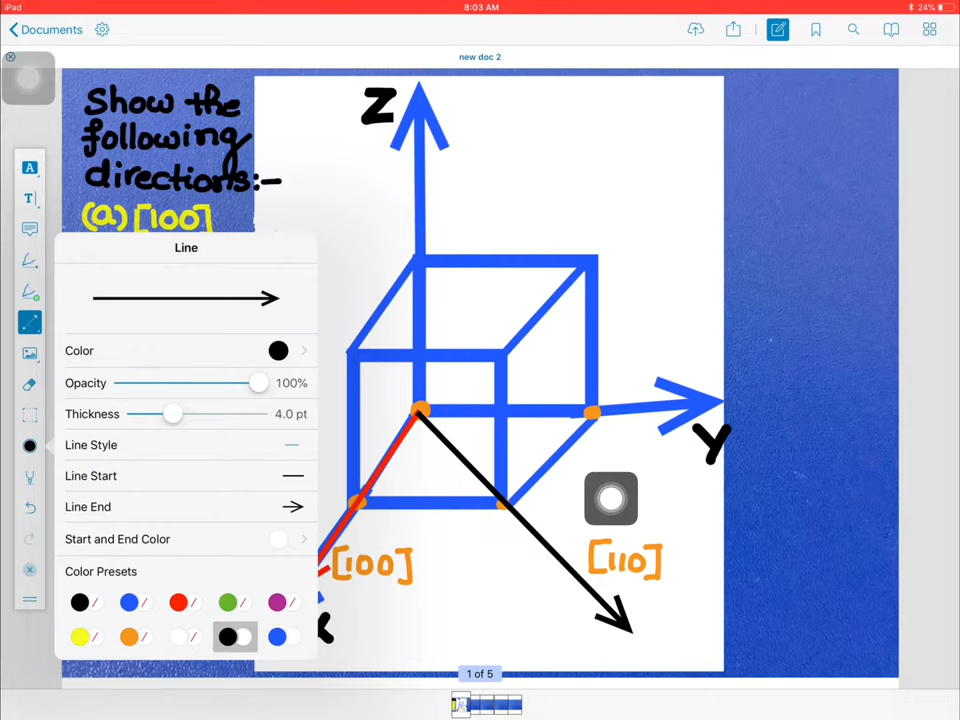 iPad
8:03 AM
24%
Documents
new doc 2
Show the
following
directions:-
(a) [100]
Z
Y
X
[100]
[110]
A
T
Line
Color
Opacity
100%
Thickness
4.0 pt
Line Style
Line Start
Line End
Start and End Color
Color Presets
1 of 5